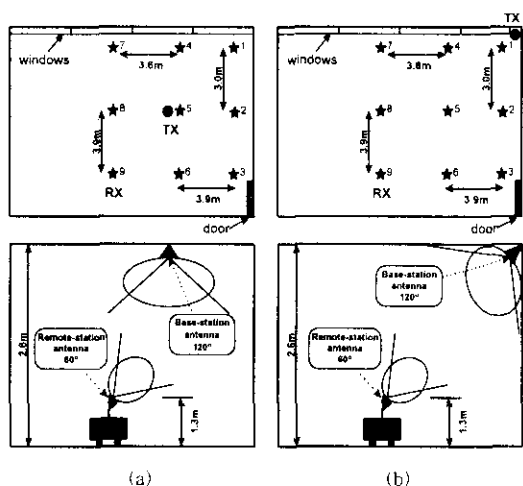 TX
7
4
1
windows
3.6m
3.0m
8
5
2
TX
3.9m
9
6
3
RX
3.9m
door
7
4
1
windows
3.6m
3.0m
8
5
2
3.9m
9
6
3
RX
3.9m
door
2.6m
Base-station
antenna
120°
Remote-station
antenna
60°
1.3m
2.6m
Base-station
antenna
120°
Remote-station
antenna
60°
1.3m
(a)
(b)